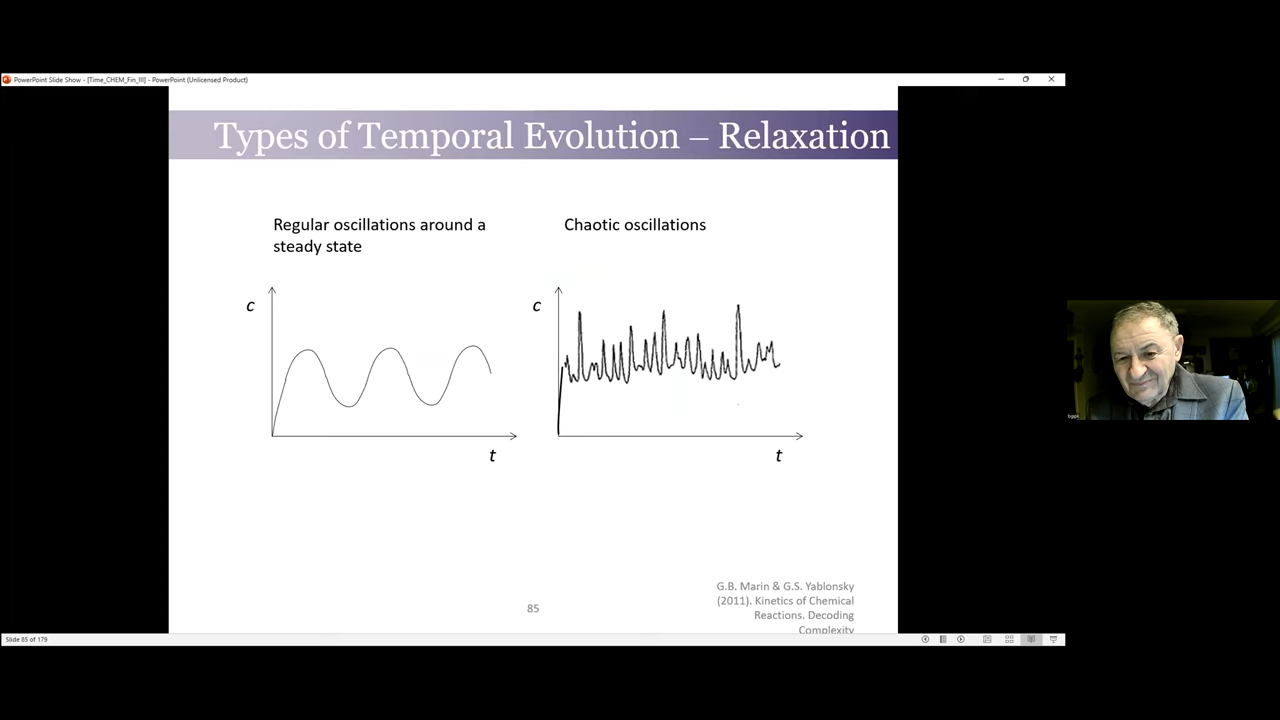 PowerPoint Slide Show - [Time_CHEM_Fin_III] - PowerPoint (Unlicensed Product)
Types of Temporal Evolution – Relaxation
Regular oscillations around a
steady state
Chaotic oscillations
c
c
t
t
G.B. Marin & G.S. Yablonsky
(2011). Kinetics of Chemical
Reactions. Decoding
Complexity
85
Slide 85 of 179